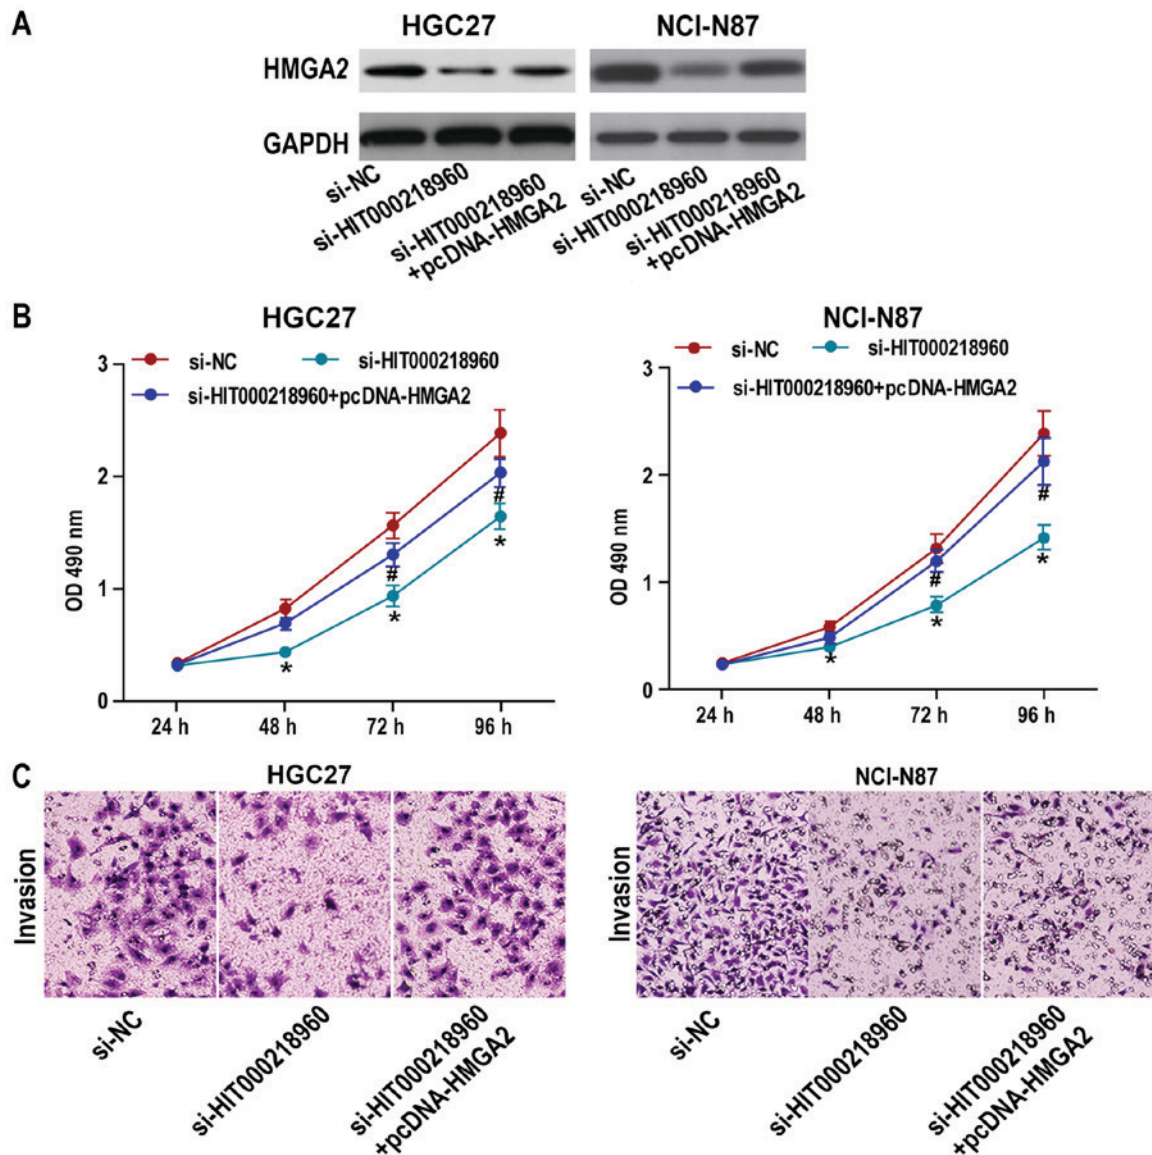 A
HGC27
NCI-N87
HMGA2
GAPDH
si-NC
si-HIT000218960
si-HIT000218960
+pcDNA-HMGA2
si-NC
si-HIT000218960
si-HIT000218960
+pcDNA-HMGA2
B
HGC27
si-NC
si-HIT000218960
si-HIT000218960+pcDNA-HMGA2
3
2
1
0
OD 490 nm
24 h
48 h
72 h
96 h
*
#
*
#
*
NCI-N87
si-NC
si-HIT000218960
si-HIT000218960+pcDNA-HMGA2
3
2
1
0
OD 490 nm
24 h
48 h
72 h
96 h
*
#
*
#
*
C
HGC27
Invasion
si-NC
si-HIT000218960
si-HIT000218960
+pcDNA-HMGA2
NCI-N87
Invasion
si-NC
si-HIT000218960
si-HIT000218960
+pcDNA-HMGA2